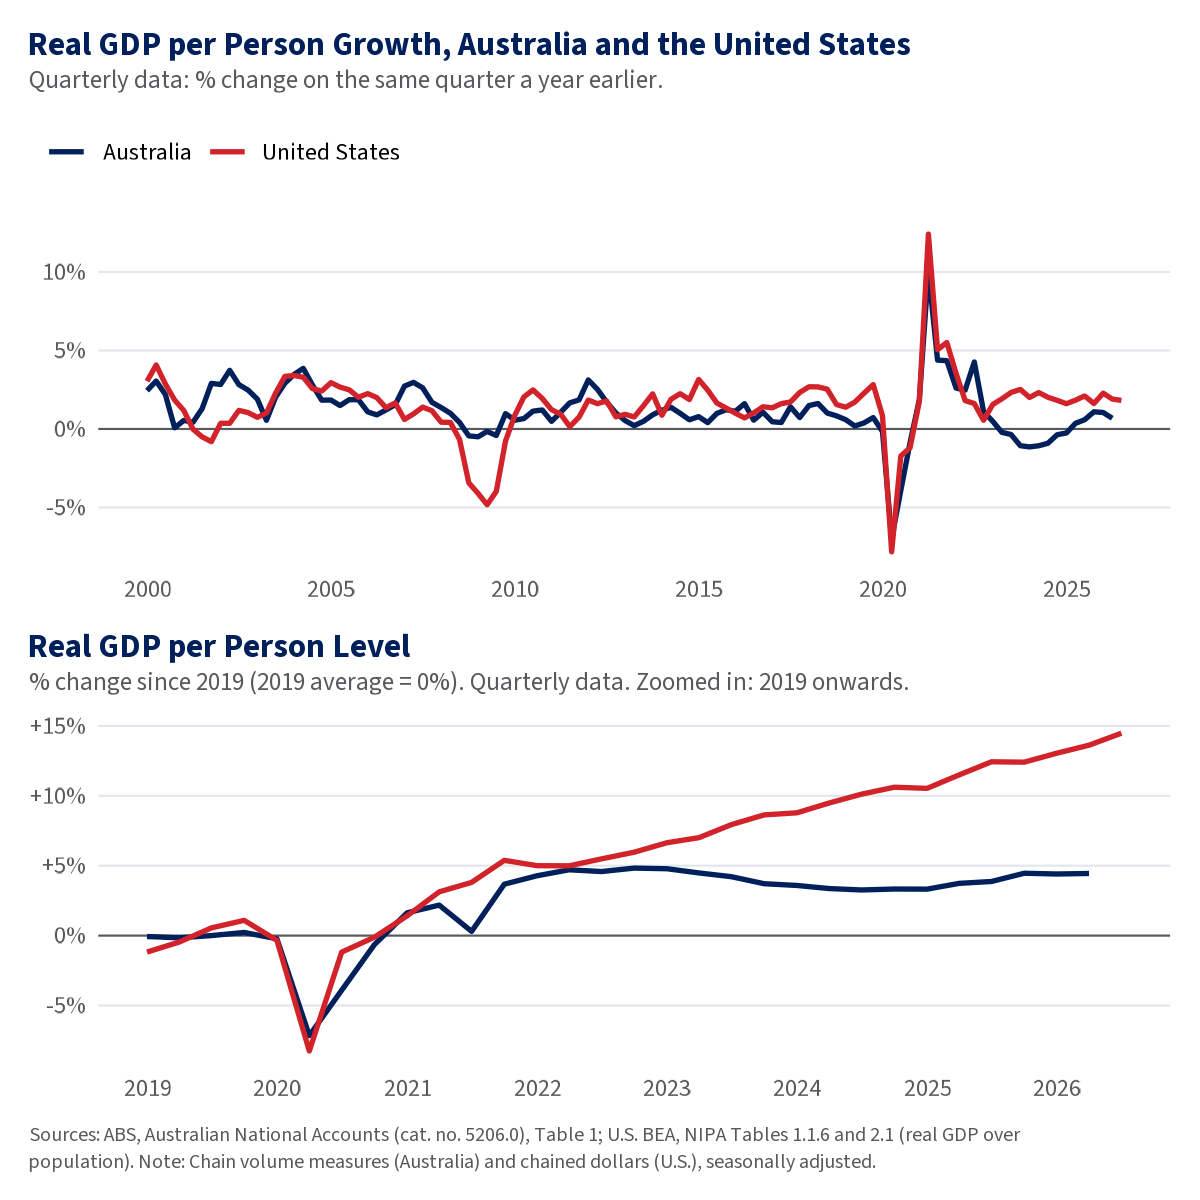 Real GDP per Person Growth, Australia and the United States
Quarterly data: % change on the same quarter a year earlier.
Australia United States
10%
5%
0%
-5%
2000 2005 2010 2015 2020 2025
Real GDP per Person Level
% change since 2019 (2019 average = 0%). Quarterly data. Zoomed in: 2019 onwards.
+15%
+10%
+5%
0%
-5%
2019 2020 2021 2022 2023 2024 2025 2026
Sources: ABS, Australian National Accounts (cat. no. 5206.0), Table 1; U.S. BEA, NIPA Tables 1.1.6 and 2.1 (real GDP over
population). Note: Chain volume measures (Australia) and chained dollars (U.S.), seasonally adjusted.